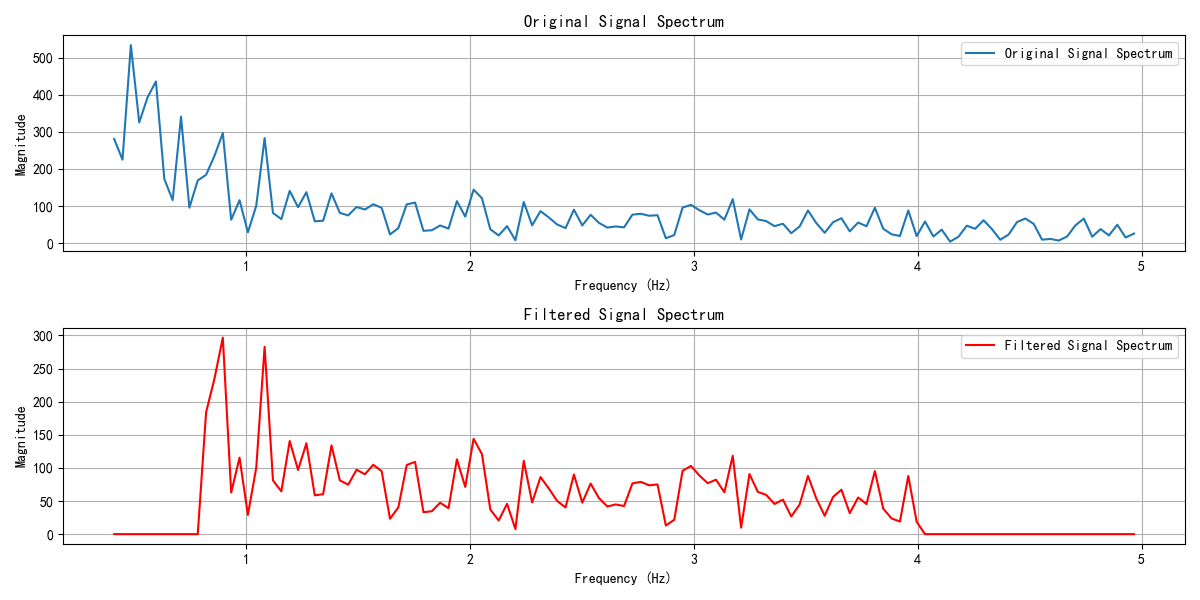 Original Signal Spectrum
Original Signal Spectrum
Magnitude
500
400
300
200
100
0
1 2 3 4 5
Frequency (Hz)
Filtered Signal Spectrum
Filtered Signal Spectrum
Magnitude
300
250
200
150
100
50
0
1 2 3 4 5
Frequency (Hz)